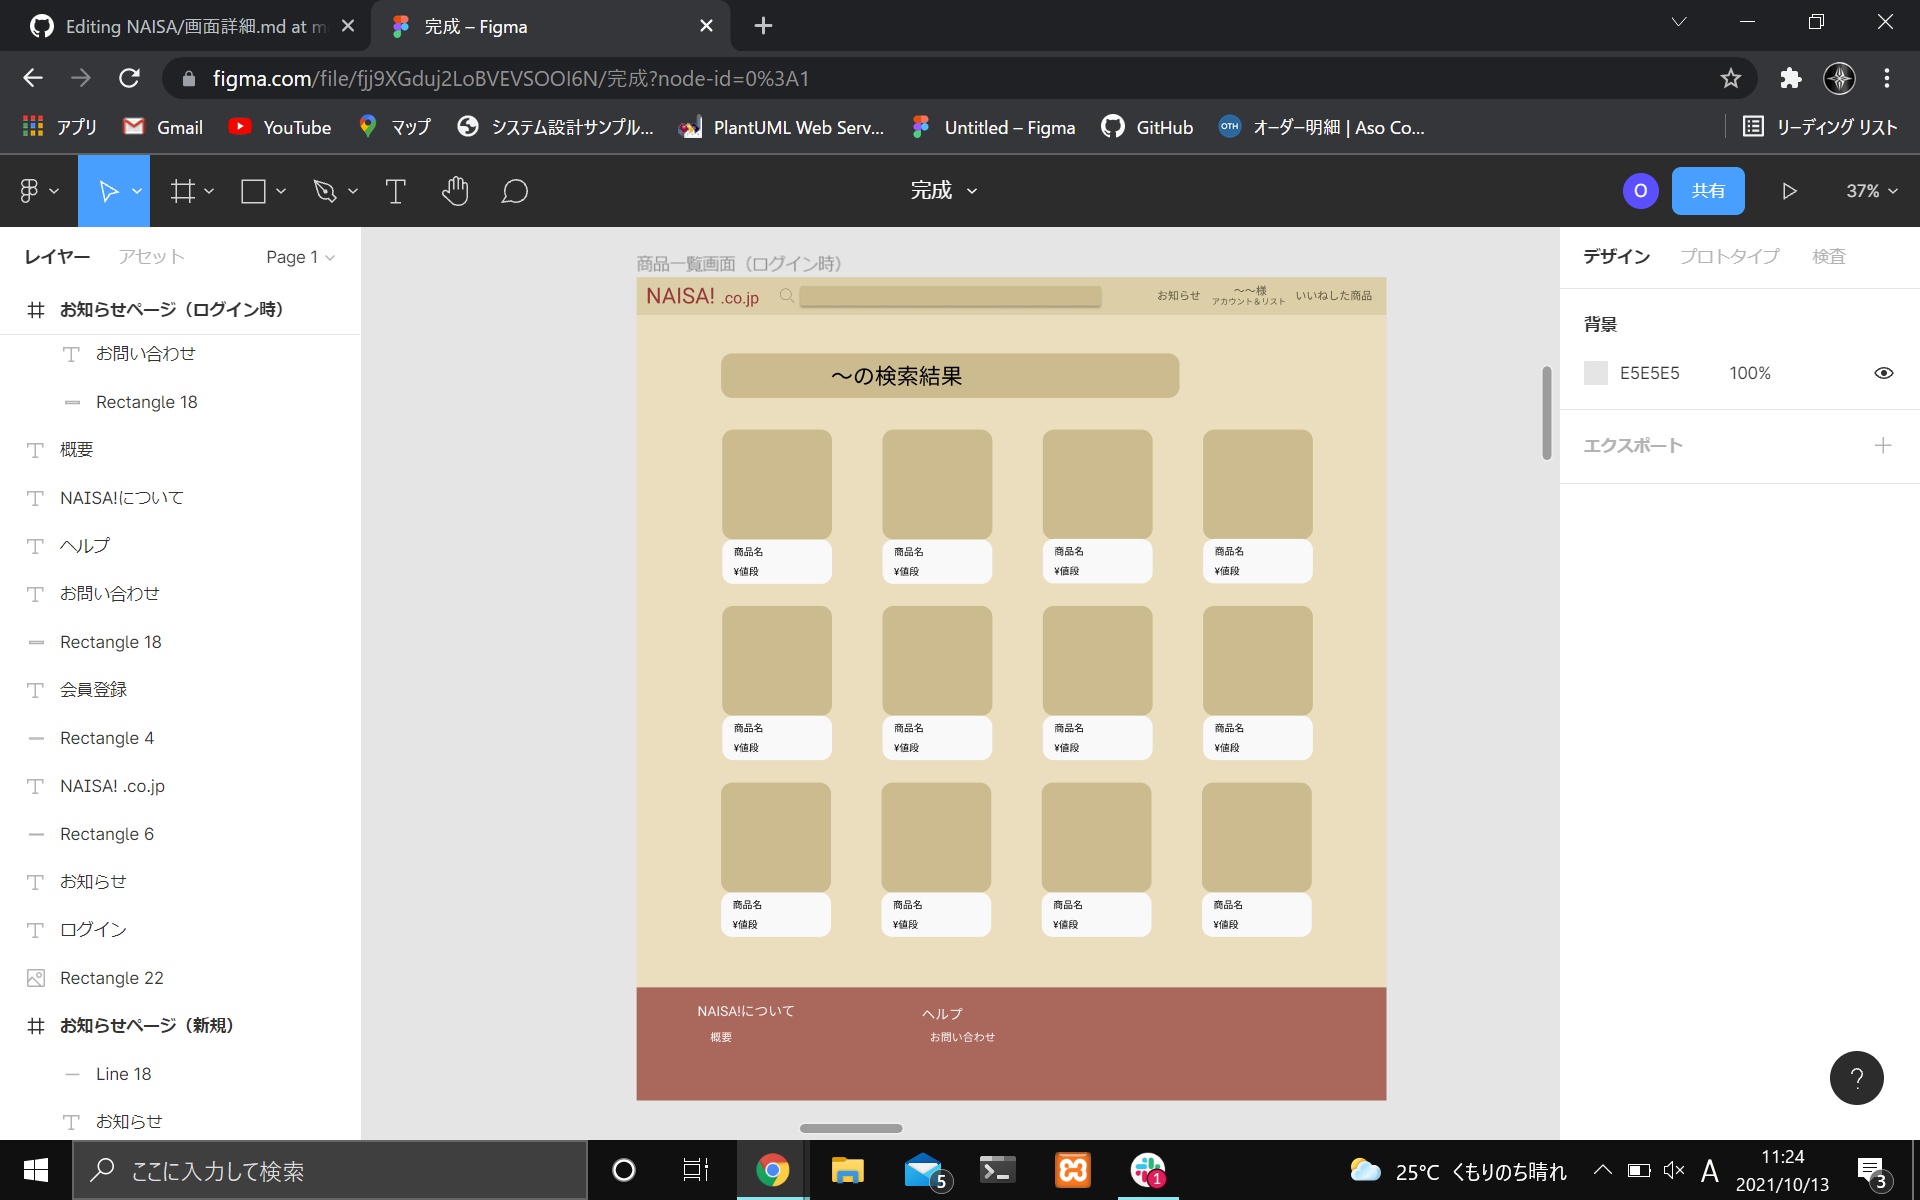 Editing NAISA/画面詳細.md at m
完成 – Figma
figma.com/file/fjj9XGduj2LoBVEVSOOI6N/完成?node-id=0%3A1
アプリ
Gmail
YouTube
マップ
システム設計サンプル...
PlantUML Web Serv...
Untitled – Figma
GitHub
OTH
オーダー明細 | Aso Co...
リーディング リスト
完成
O
共有
37%
レイヤー
アセット
Page 1
お知らせページ（ログイン時）
お問い合わせ
Rectangle 18
概要
NAISA!について
ヘルプ
お問い合わせ
Rectangle 18
会員登録
Rectangle 4
NAISA! .co.jp
Rectangle 6
お知らせ
ログイン
Rectangle 22
お知らせページ（新規）
Line 18
お知らせ
商品一覧画面（ログイン時）
NAISA! .co.jp
お知らせ
～～様
アカウント＆リスト
いいねした商品
～の検索結果
商品名
¥値段
商品名
¥値段
商品名
¥値段
商品名
¥値段
商品名
¥値段
商品名
¥値段
商品名
¥値段
商品名
¥値段
商品名
¥値段
商品名
¥値段
商品名
¥値段
商品名
¥値段
NAISA!について
概要
ヘルプ
お問い合わせ
デザイン
プロトタイプ
検査
背景
E5E5E5
100%
エクスポート
?
ここに入力して検索
5
1
25°C くもりのち晴れ
A
11:24
2021/10/13
3